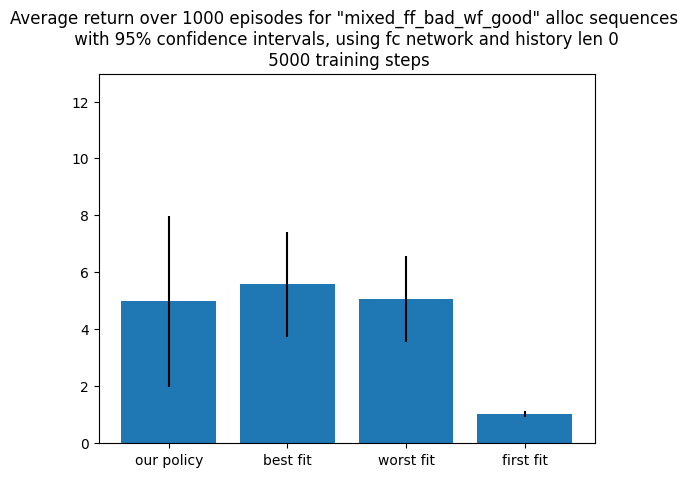 Average return over 1000 episodes for "mixed_ff_bad_wf_good" alloc sequences
with 95% confidence intervals, using fc network and history len 0
5000 training steps
12
10
8
6
4
2
0
our policy
best fit
worst fit
first fit